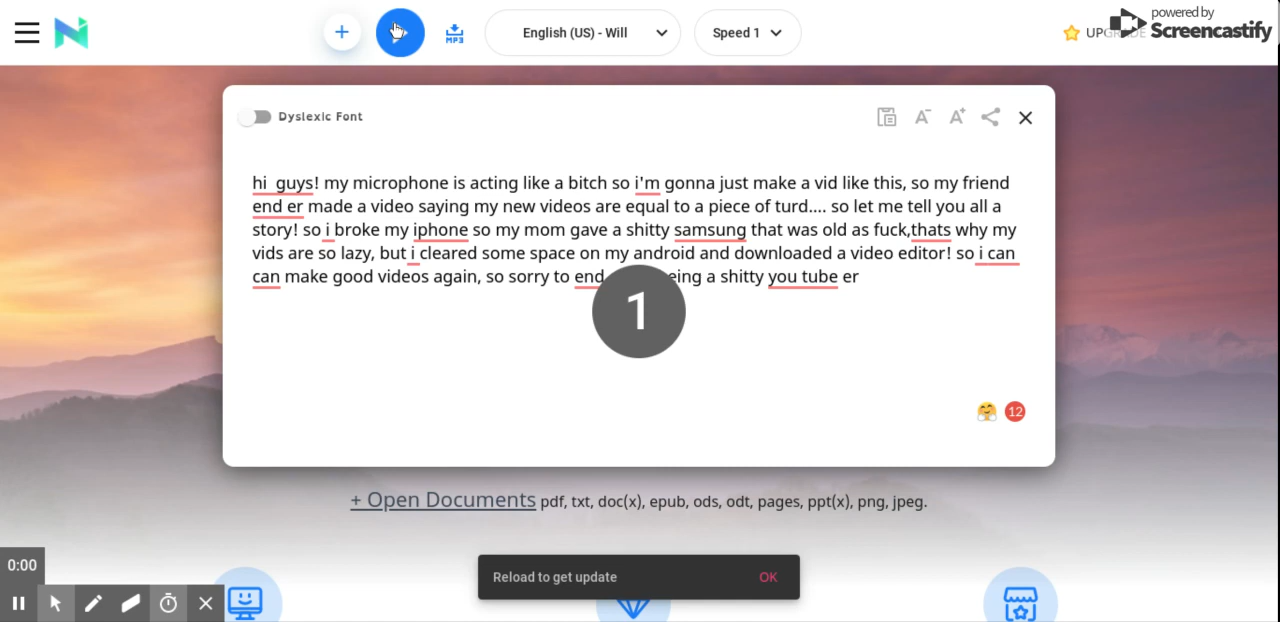 MP3
English (US) - Will
Speed 1
powered by
Screencastify
Dyslexic Font
A-
A+
hi guys! my microphone is acting like a bitch so i'm gonna just make a vid like this, so my friend
end er made a video saying my new videos are equal to a piece of turd.... so let me tell you all a
story! so i broke my iphone so my mom gave a shitty samsung that was old as fuck,thats why my
vids are so lazy, but i cleared some space on my android and downloaded a video editor! so i can
can make good videos again, so sorry to end eing a shitty you tube er
1
12
+ Open Documents pdf, txt, doc(x), epub, ods, odt, pages, ppt(x), png, jpeg.
0:00
Reload to get update
OK